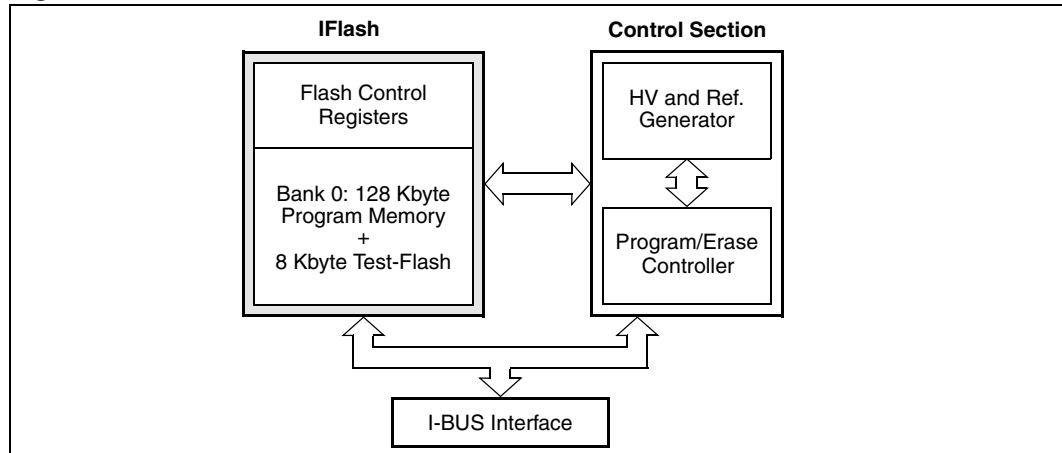 IFlash
Flash Control
Registers
Bank 0: 128 Kbyte
Program Memory
+
8 Kbyte Test-Flash
Control Section
HV and Ref.
Generator
Program/Erase
Controller
I-BUS Interface